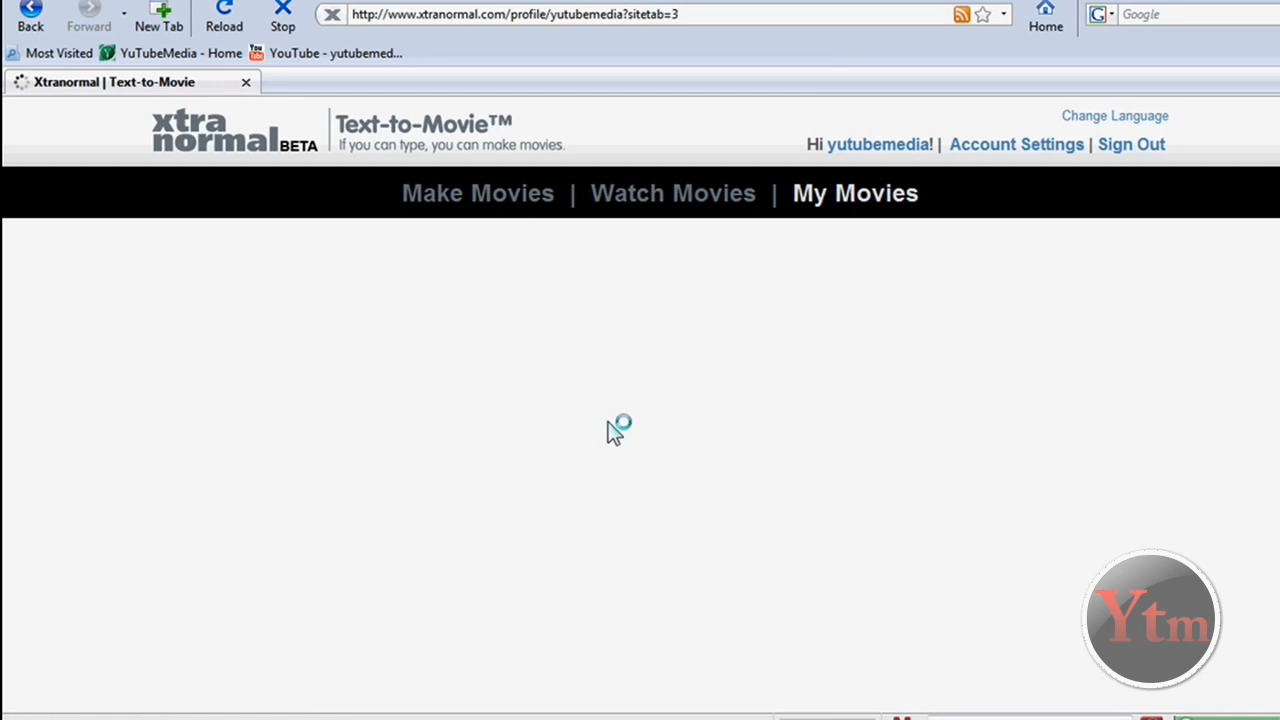 http://www.xtranormal.com/profile/yutubemedia?sitetab=3
Google
Back Forward New Tab Reload Stop Home
Most Visited YuTubeMedia - Home YouTube - yutubemed...
Xtranormal | Text-to-Movie
Change Language
xtra normal BETA
Text-to-Movie™
If you can type, you can make movies.
Hi yutubemedia! | Account Settings | Sign Out
Make Movies | Watch Movies | My Movies
Ytm